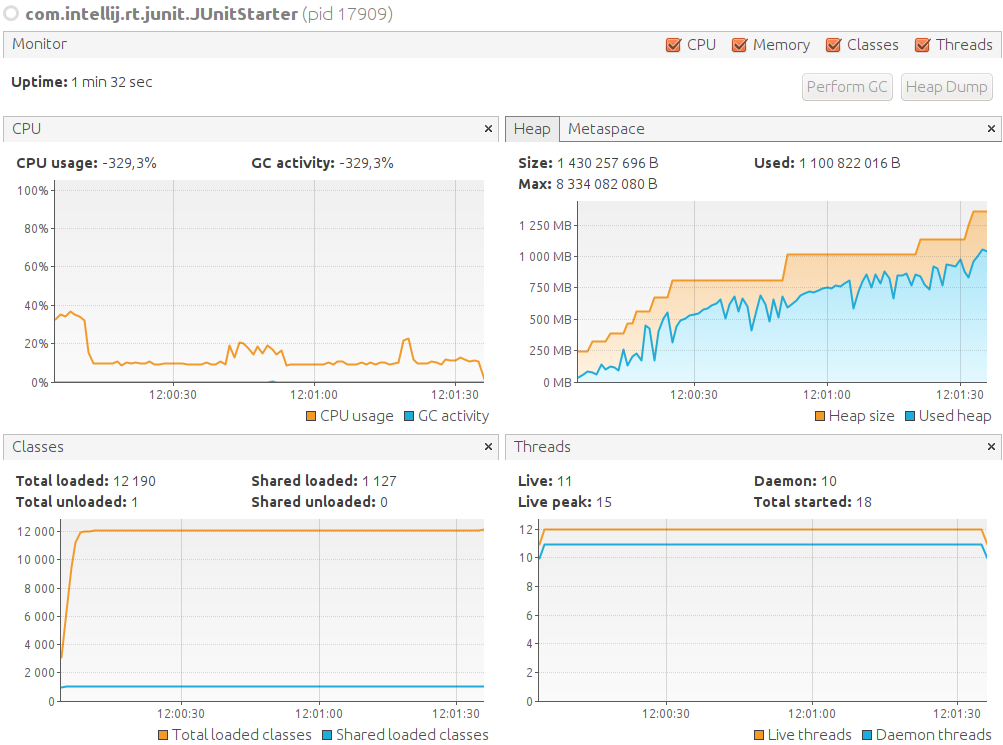 com.intellij.rt.junit.JUnitStarter (pid 17909)
Monitor CPU Memory Classes Threads
Uptime: 1 min 32 sec
Perform GC Heap Dump
CPU
CPU usage: -329,3% GC activity: -329,3%
100%
80%
60%
40%
20%
0%
12:00:30 12:01:00 12:01:30
CPU usage GC activity
Heap Metaspace
Size: 1 430 257 696 B Used: 1 100 822 016 B
Max: 8 334 082 080 B
1 250 MB
1 000 MB
750 MB
500 MB
250 MB
0 MB
12:00:30 12:01:00 12:01:30
Heap size Used heap
Classes
Total loaded: 12 190 Shared loaded: 1 127
Total unloaded: 1 Shared unloaded: 0
12 000
10 000
8 000
6 000
4 000
2 000
0
12:00:30 12:01:00 12:01:30
Total loaded classes Shared loaded classes
Threads
Live: 11 Daemon: 10
Live peak: 15 Total started: 18
12
10
8
6
4
2
0
12:00:30 12:01:00 12:01:30
Live threads Daemon threads